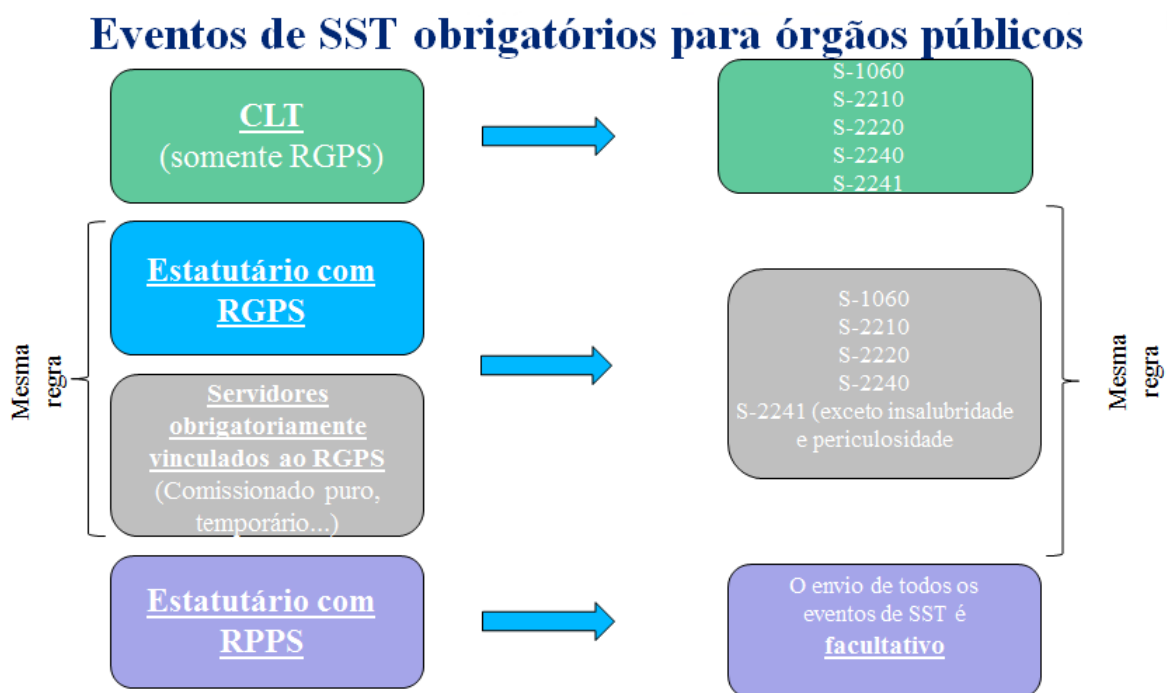 Eventos de SST obrigatórios para órgãos públicos
CLT
(somente RGPS)
S-1060
S-2210
S-2220
S-2240
S-2241
Mesma
regra
Estatutário com
RGPS
Servidores
obrigatoriamente
vinculados ao RGPS
(Comissionado puro,
temporário...)
S-1060
S-2210
S-2220
S-2240
S-2241 (exceto insalubridade
e periculosidade
Mesma
regra
Estatutário com
RPPS
O envio de todos os
eventos de SST é
facultativo